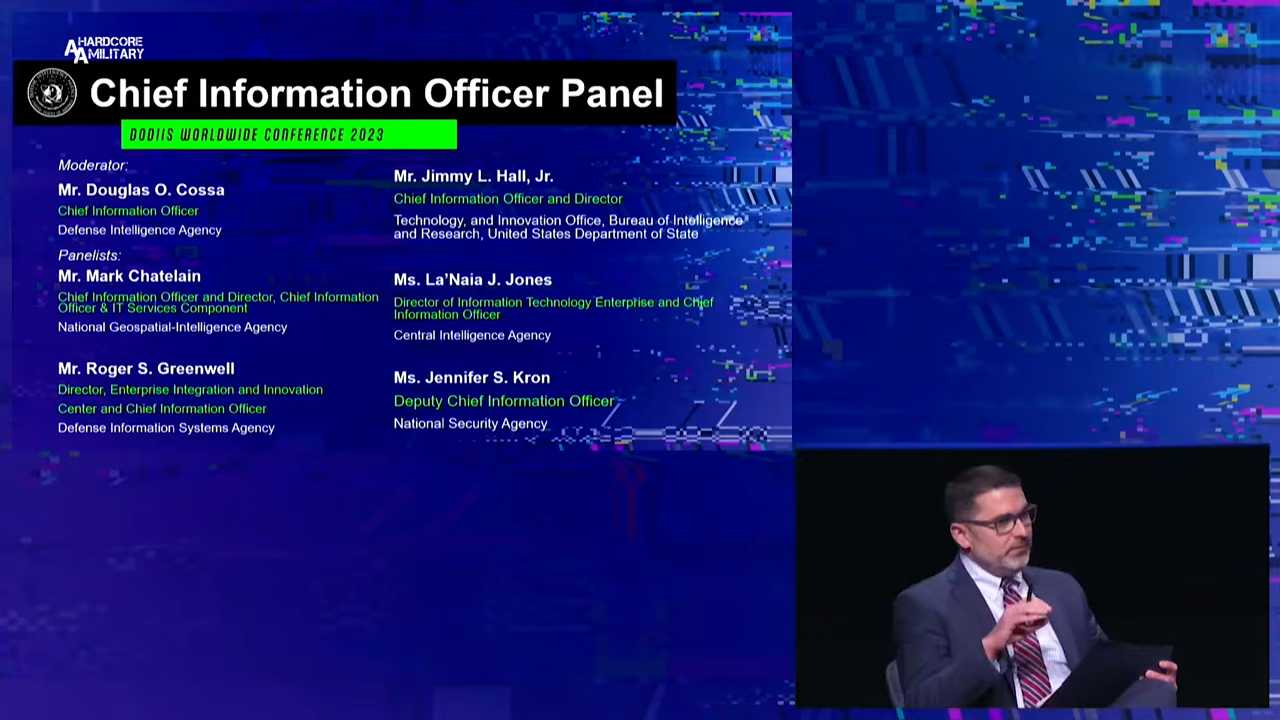 HARDCORE
MILITARY
Chief Information Officer Panel
DODIIS WORLDWIDE CONFERENCE 2023
Moderator:
Mr. Douglas O. Cossa
Chief Information Officer
Defense Intelligence Agency
Panelists:
Mr. Mark Chatelain
Chief Information Officer and Director, Chief Information
Officer & IT Services Component
National Geospatial-Intelligence Agency
Mr. Roger S. Greenwell
Director, Enterprise Integration and Innovation
Center and Chief Information Officer
Defense Information Systems Agency
Mr. Jimmy L. Hall, Jr.
Chief Information Officer and Director
Technology, and Innovation Office, Bureau of Intelligence
and Research, United States Department of State
Ms. La’Naia J. Jones
Director of Information Technology Enterprise and Chief
Information Officer
Central Intelligence Agency
Ms. Jennifer S. Kron
Deputy Chief Information Officer
National Security Agency